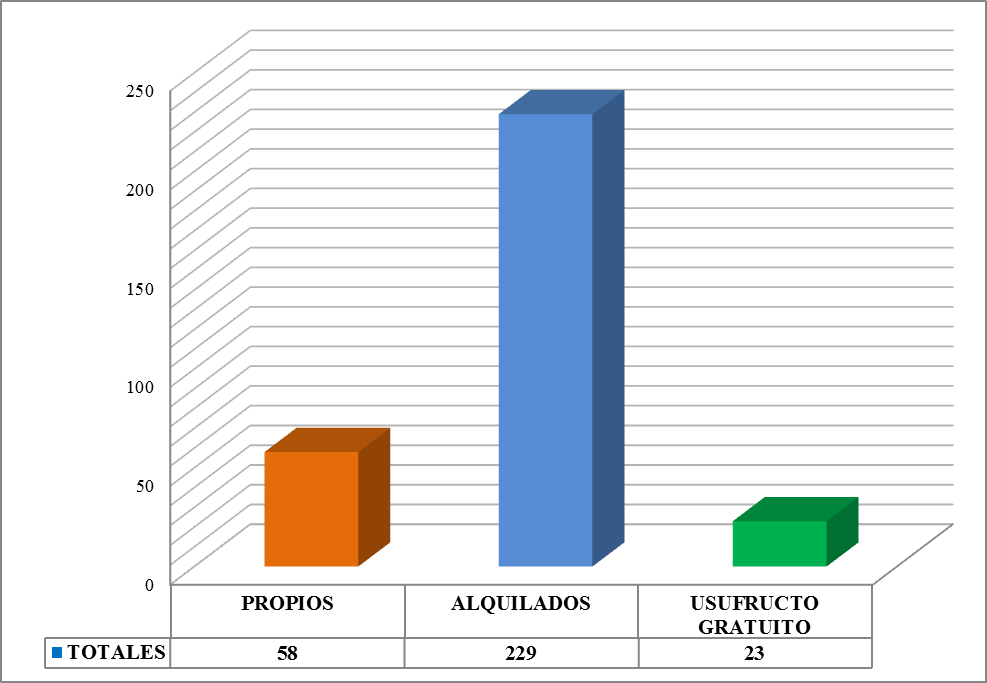 250
200
150
100
50
0
PROPIOS
ALQUILADOS
USUFRUCTO
GRATUITO
TOTALES 58 229 23